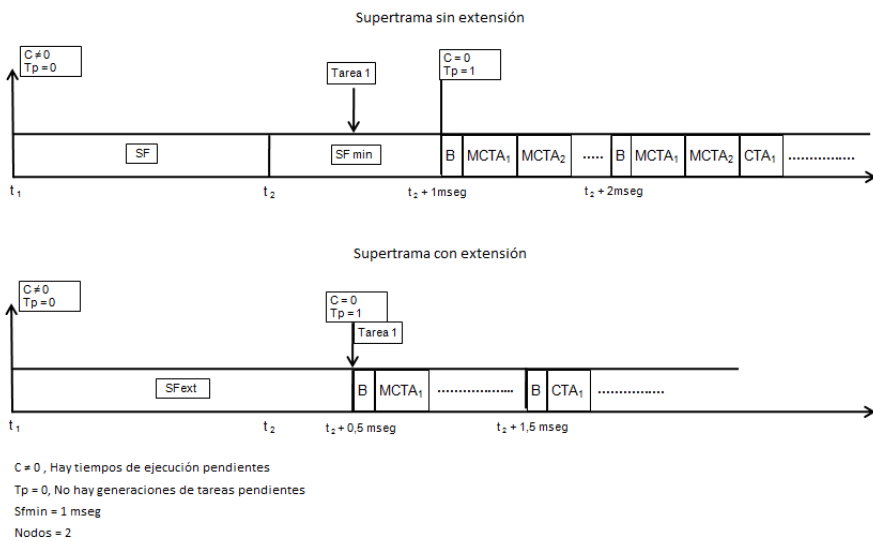 Supertrama sin extensión
C ≠ 0
Tp = 0
Tarea 1
C = 0
Tp = 1
SF
SF min
B
MCTA₁
MCTA₂
.....
B
MCTA₁
MCTA₂
CTA₁
...............
t₁
t₂
t₂ + 1mseg
t₂ + 2mseg
Supertrama con extensión
C ≠ 0
Tp = 0
C = 0
Tp = 1
Tarea 1
SFext
B
MCTA₁
.................
B
CTA₁
...............
t₁
t₂
t₂ + 0,5 mseg
t₂ + 1,5 mseg
C ≠ 0 , Hay tiempos de ejecución pendientes
Tp = 0, No hay generaciones de tareas pendientes
Sfmin = 1 mseg
Nodos = 2